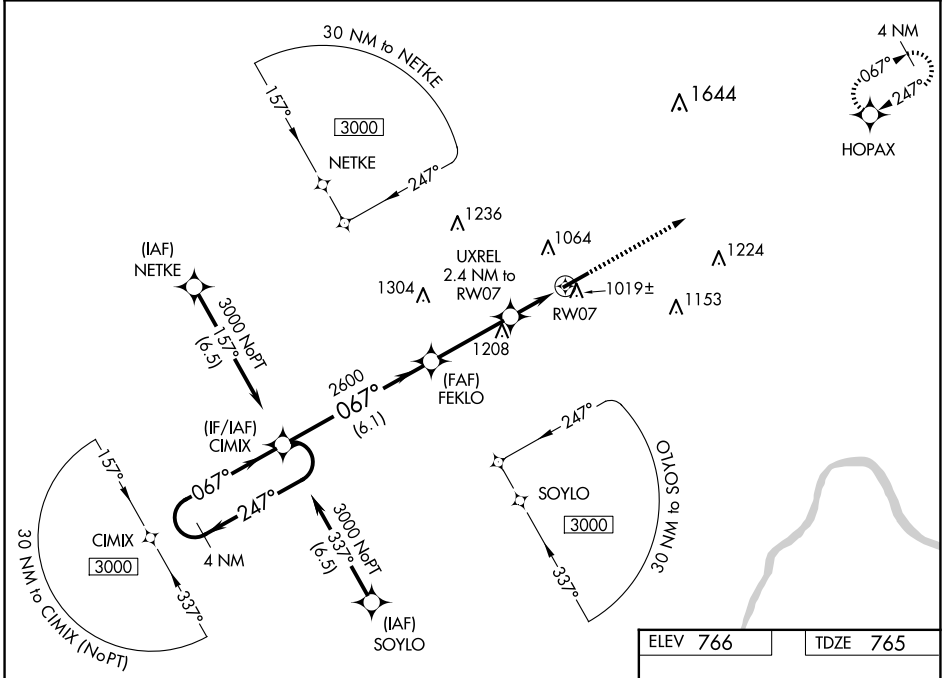 30 NM to NETKE
157°
3000
NETKE
247°
4 NM
067°
247°
HOPAX
1644
1236
1064
1224
UXREL
2.4 NM to
RW07
1304
1019±
RW07
1153
1208
(IAF)
NETKE
3000 NoPT
157°
(6.5)
2600
067°
(6.1)
(FAF)
FEKLO
(IF/IAF)
CIMIX
067°
247°
4 NM
157°
CIMIX
3000
337°
30 NM to CIMIX (NoPT)
3000 NoPT
337°
(6.5)
(IAF)
SOYLO
247°
SOYLO
3000
337°
30 NM to SOYLO
ELEV 766
TDZE 765